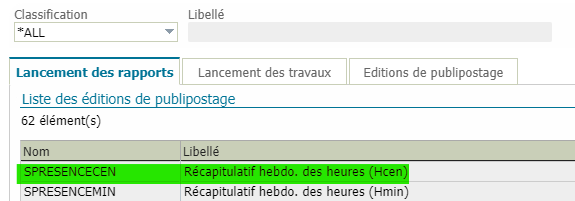 Classification Libellé
*ALL
Lancement des rapports Lancement des travaux Editions de publipostage
Liste des éditions de publipostage
62 élément(s)
Nom Libellé
SPRESENCECEN Récapitulatif hebdo. des heures (Hcen)
SPRESENCEMIN Récapitulatif hebdo. des heures (Hmin)